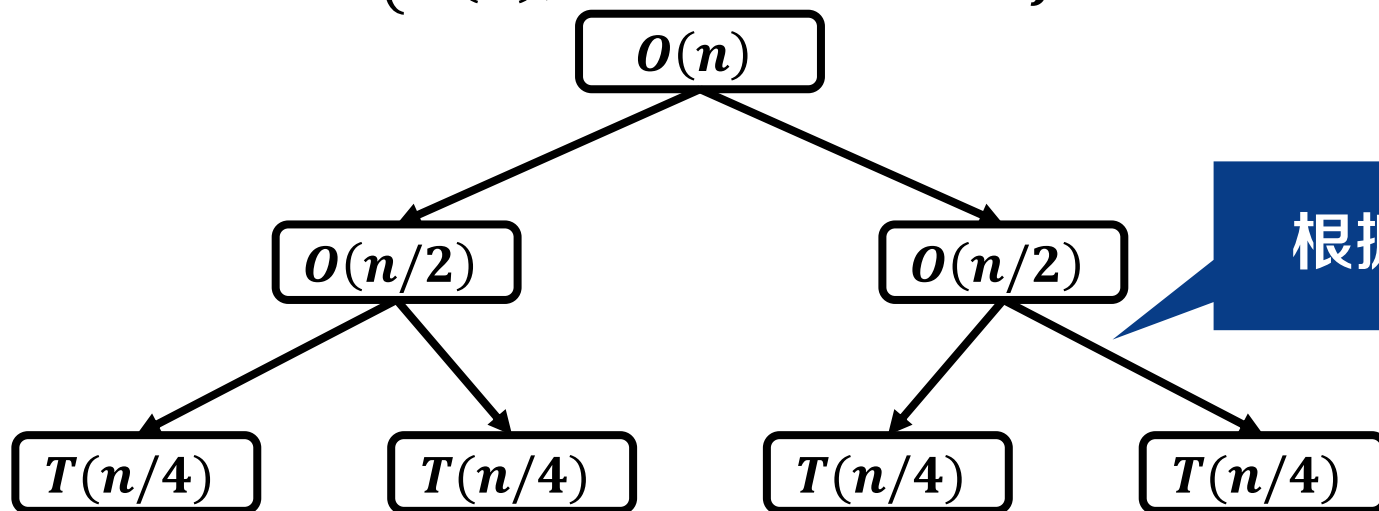 O(n)
O(n/2) O(n/2)
根
T(n/4) T(n/4) T(n/4) T(n/4)